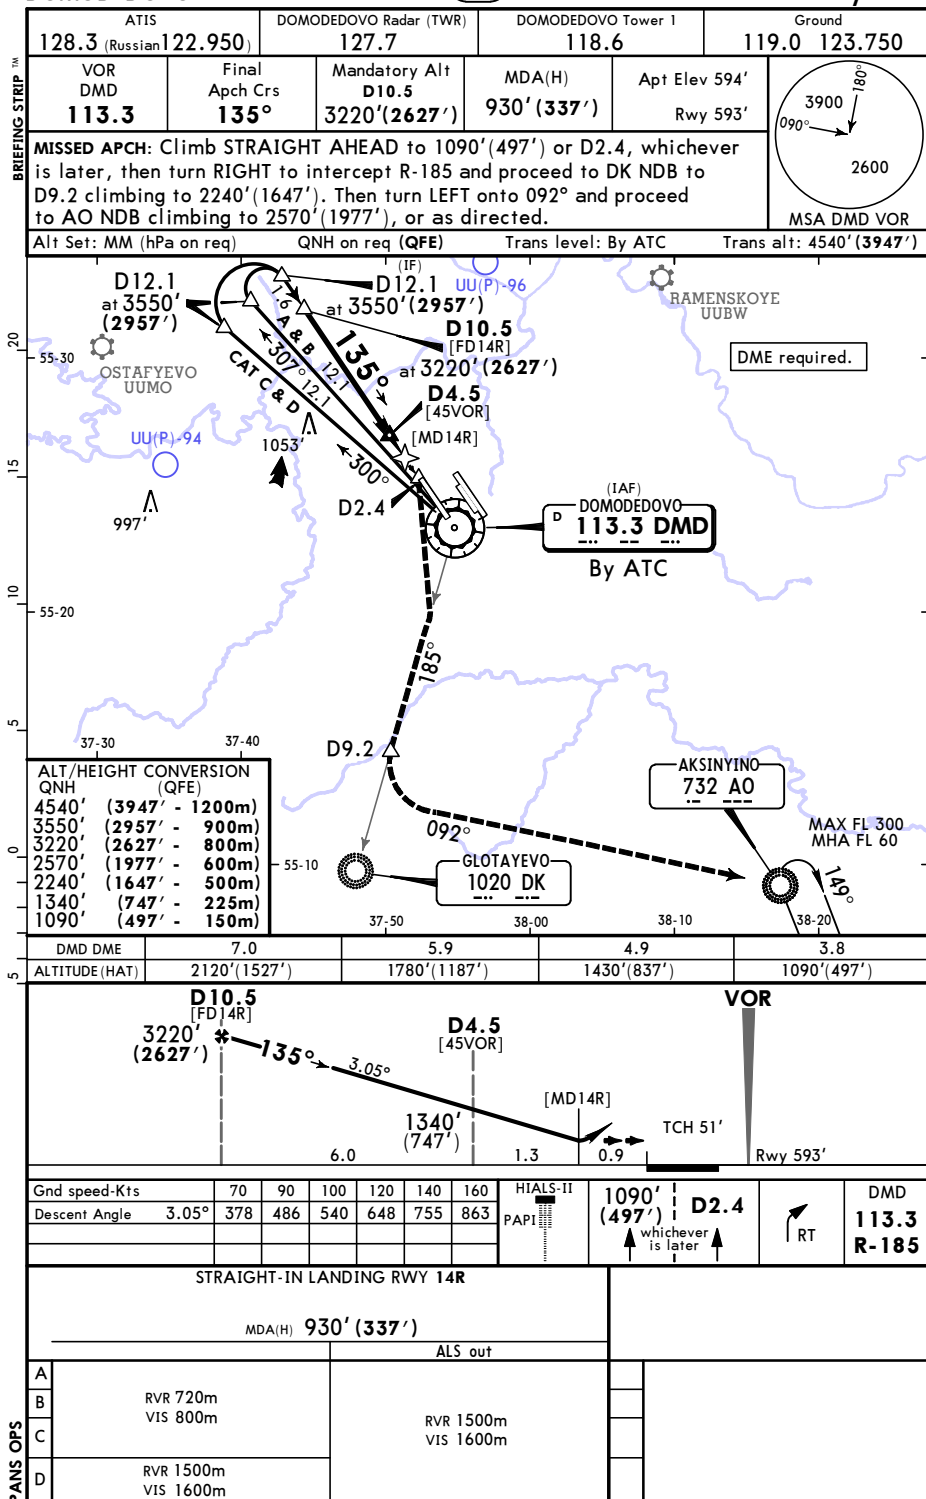 ATIS
128.3 (Russian 122.950)
DOMODEDOVO Radar (TWR)
127.7
DOMODEDOVO Tower 1
118.6
Ground
119.0 123.750
BRIEFING STRIP ™
VOR
DMD
113.3
Final
Apch Crs
135°
Mandatory Alt
D10.5
3220'(2627')
MDA(H)
930'(337')
Apt Elev 594'
Rwy 593'
MISSED APCH: Climb STRAIGHT AHEAD to 1090'(497') or D2.4, whichever
is later, then turn RIGHT to intercept R-185 and proceed to DK NDB to
D9.2 climbing to 2240'(1647'). Then turn LEFT onto 092° and proceed
to AO NDB climbing to 2570'(1977'), or as directed.
180°
3900
090°
2600
MSA DMD VOR
Alt Set: MM (hPa on req) QNH on req (QFE) Trans level: By ATC Trans alt: 4540'(3947')
D12.1
at 3550'
(2957')
(IF)
D12.1
at 3550'
(2957')
UU(P)-96
RAMENSKOYE
UUBW
D10.5
[FD14R]
at 3220'(2627')
DME required.
1.6
A & B
135°
307° 12.1
12.1
CAT C & D
55-30
OSTAFYEVO
UUMO
D4.5
[45VOR]
[MD14R]
UU(P)-94
1053'
300°
997'
D2.4
(IAF)
DOMODEDOVO
D 113.3 DMD
By ATC
20
15
10
5
0
5
55-20
185°
D9.2
37-30
37-40
ALT/HEIGHT CONVERSION
QNH (QFE)
4540' (3947' - 1200m)
3550' (2957' - 900m)
3220' (2627' - 800m)
2570' (1977' - 600m)
2240' (1647' - 500m)
1340' (747' - 225m)
1090' (497' - 150m)
AKSINYINO
732 AO
092°
MAX FL 300
MHA FL 60
55-10
GLOTAYEVO
1020 DK
149°
37-50
38-00
38-10
38-20
DMD DME 7.0 5.9 4.9 3.8
ALTITUDE(HAT) 2120'(1527') 1780'(1187') 1430'(837') 1090'(497')
D10.5
[FD14R]
3220'
(2627')
135°
3.05°
D4.5
[45VOR]
VOR
[MD14R]
1340'
(747')
TCH 51'
6.0
1.3
0.9
Rwy 593'
Gnd speed-Kts 70 90 100 120 140 160
Descent Angle 3.05° 378 486 540 648 755 863
HIALS-II
PAPI
1090'
(497')
D2.4
whichever
is later
RT
DMD
113.3
R-185
STRAIGHT-IN LANDING RWY 14R
MDA(H) 930'(337')
ALS out
A
B
C
D
RVR 720m
VIS 800m
RVR 1500m
VIS 1600m
RVR 1500m
VIS 1600m
PANS OPS